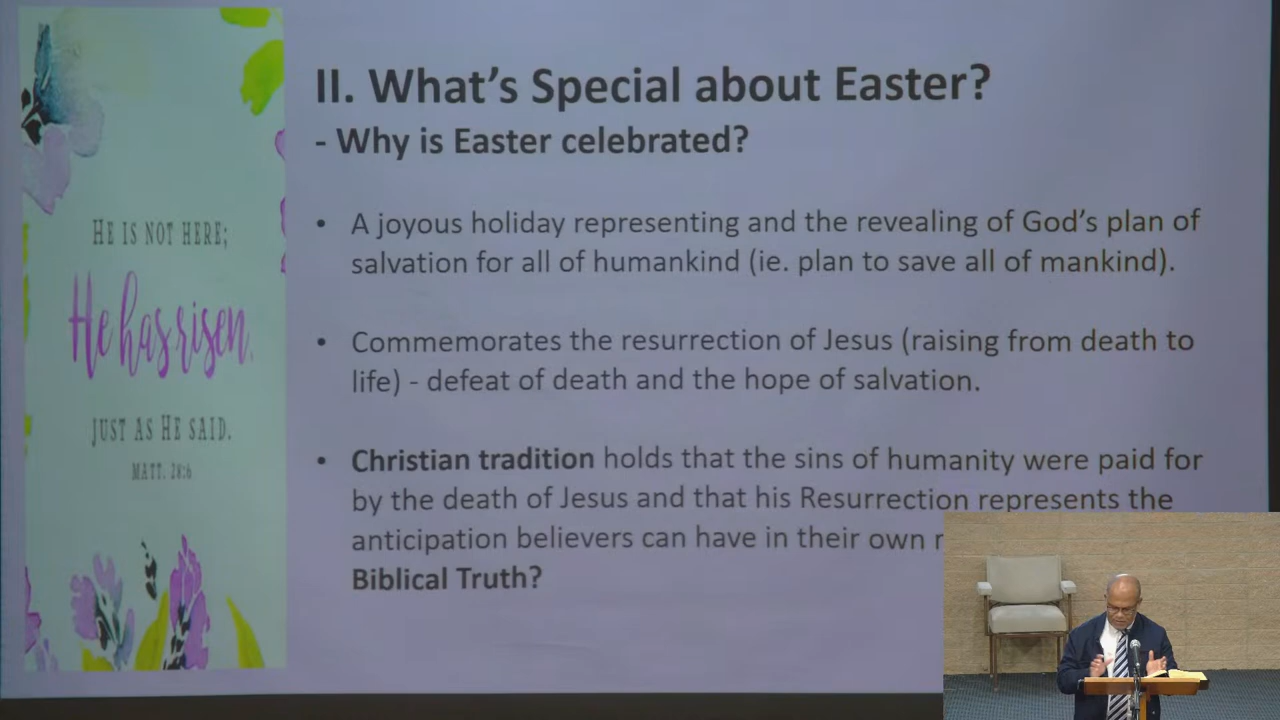 HE IS NOT HERE;
He has risen,
JUST AS HE SAID.
MATT. 28:6
II. What's Special about Easter?
- Why is Easter celebrated?
• A joyous holiday representing and the revealing of God's plan of
salvation for all of humankind (ie. plan to save all of mankind).
• Commemorates the resurrection of Jesus (raising from death to
life) - defeat of death and the hope of salvation.
• Christian tradition holds that the sins of humanity were paid for
by the death of Jesus and that his Resurrection represents the
anticipation believers can have in their own
Biblical Truth?